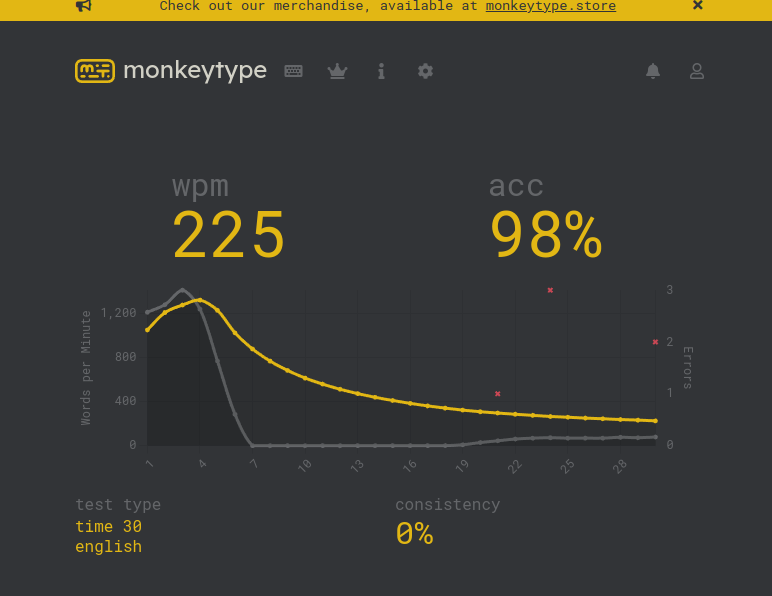 Check out our merchandise, available at monkeytype.store
monkeytype
wpm
225
acc
98%
Words per Minute
1,200
800
400
0
3
2
1
0
Errors
1
4
7
10
13
16
19
22
25
28
test type
time 30
english
consistency
0%